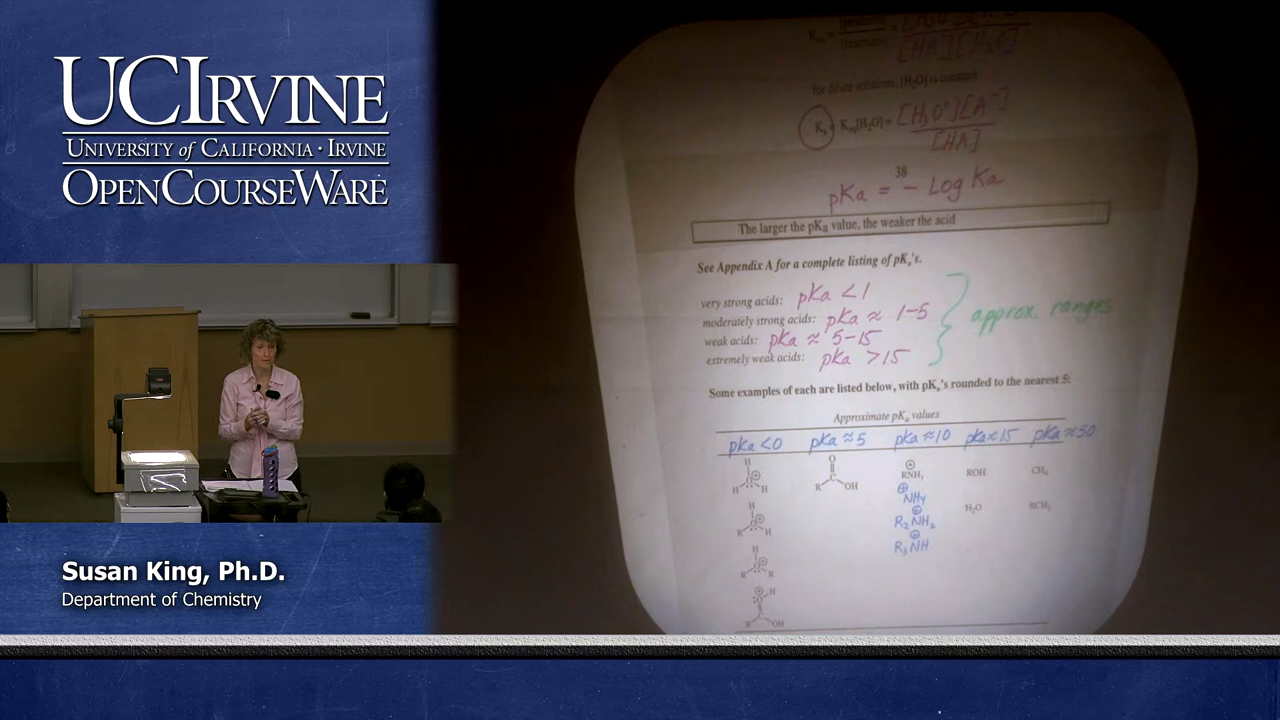 UCIRVINE
UNIVERSITY of CALIFORNIA · IRVINE
OPENCOURSEWARE
Susan King, Ph.D.
Department of Chemistry
[HA][H₂O]
For dilute solutions, [H₂O] is constant
Kₐ = Kₑq[H₂O] = [H₃O⁺][A⁻]
[HA]
38
pKa = - Log Ka
The larger the pKa value, the weaker the acid
See Appendix A for a complete listing of pKₐ's.
very strong acids: pKa < 1
moderately strong acids: pKa ≈ 1-5
weak acids: pKa ≈ 5-15
extremely weak acids: pKa > 15
approx. ranges
Some examples of each are listed below, with pKₐ's rounded to the nearest 5:
Approximate pKₐ values
pKa < 0 pKa ≈ 5 pKa ≈ 10 pKa ≈ 15 pKa ≈ 50
H O ⊕ H H
O R C OH
⊕ RNH₃
ROH
CH₄
⊕ NH₄
H O ⊕ R H
⊕ R₂NH₂
H₂O
RCH₃
⊕ R₃NH
H O ⊕ R R
⊕ O H R OH